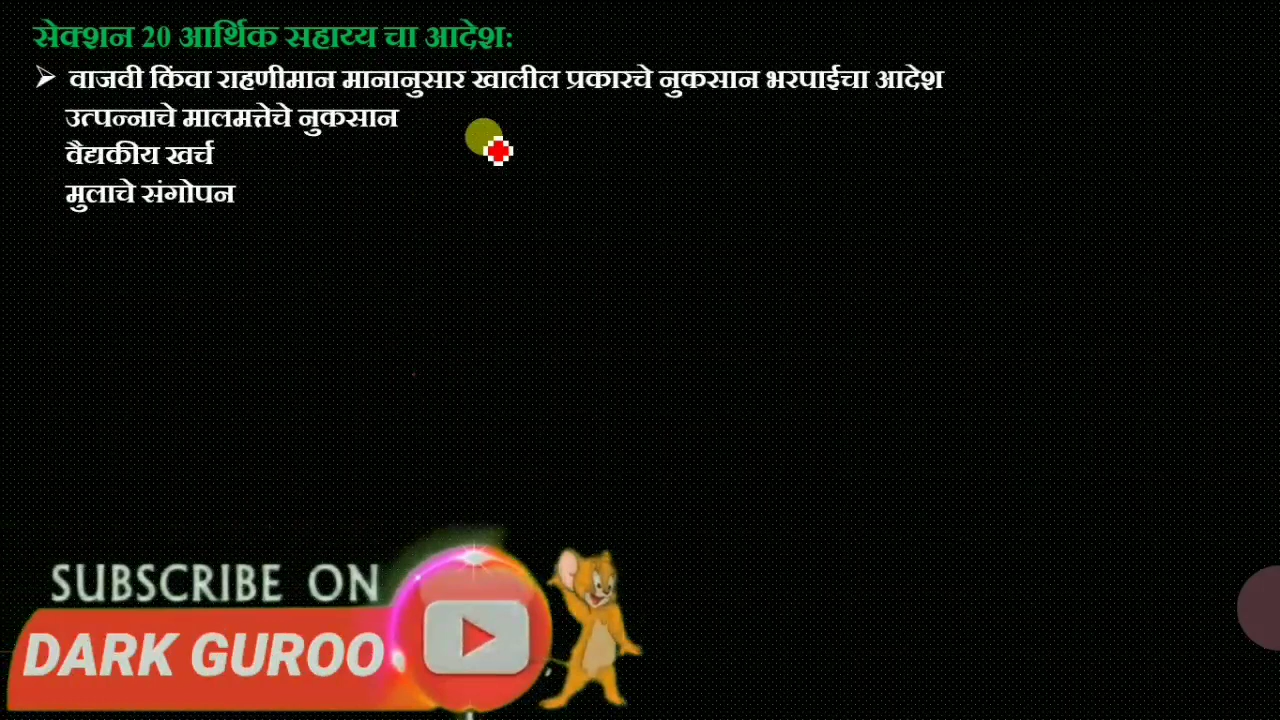 सेक्शन 20 आर्थिक सहाय्य चा आदेश:
➢ वाजवी किंवा राहणीमान मानानुसार खालील प्रकारचे नुकसान भरपाईचा आदेश
उत्पन्नाचे मालमत्तेचे नुकसान
वैद्यकीय खर्च
मुलाचे संगोपन
SUBSCRIBE ON
DARK GUROO